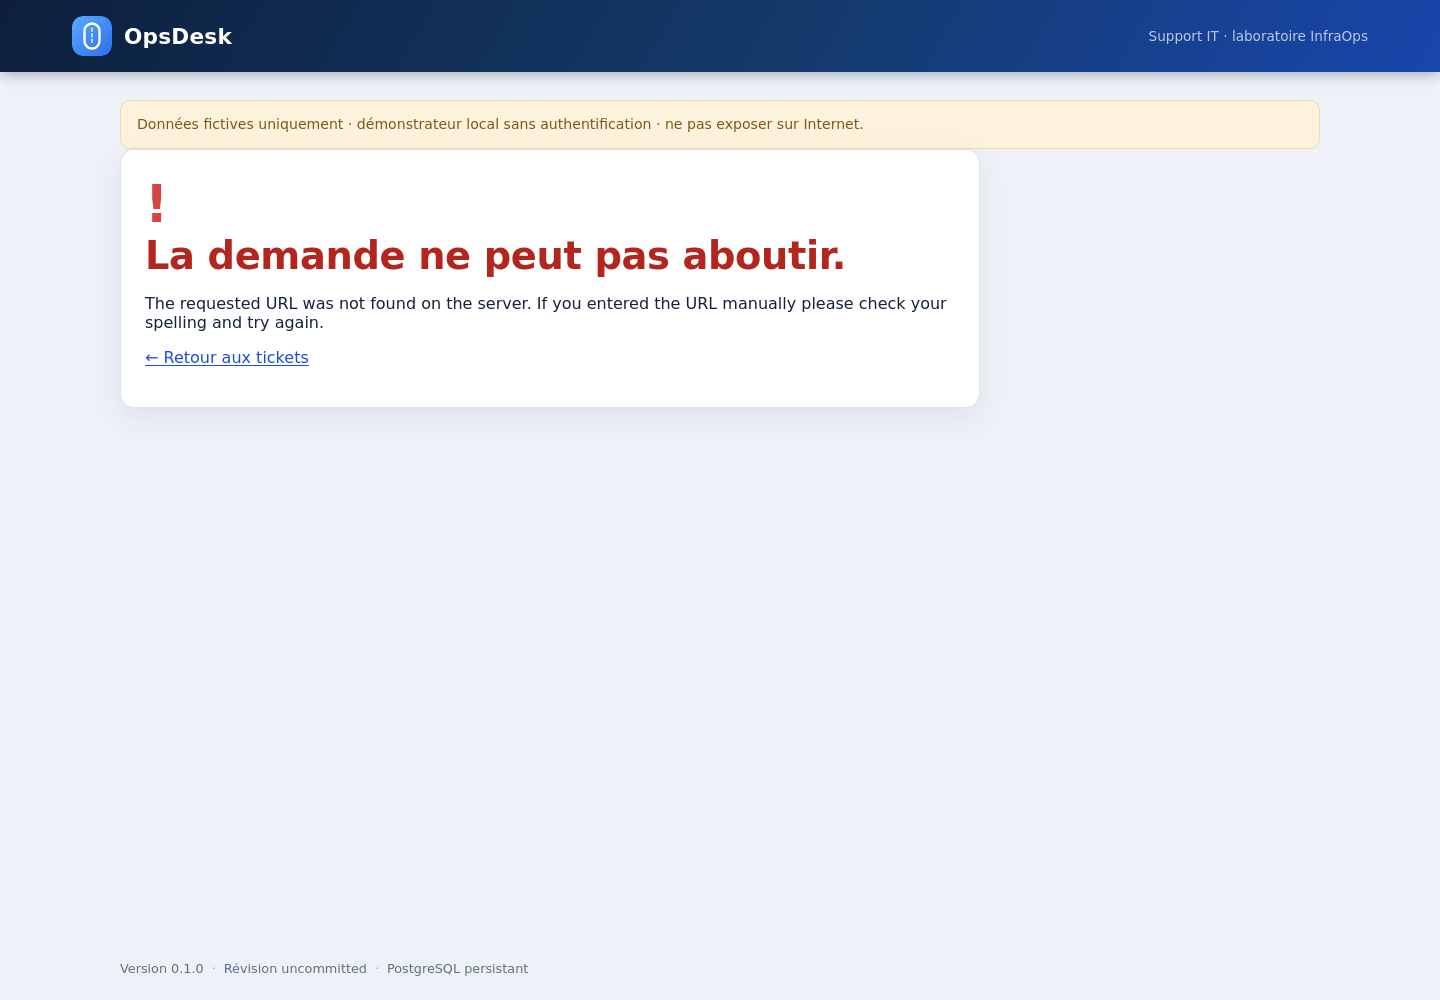 OpsDesk
Support IT · laboratoire InfraOps
Données fictives uniquement · démonstrateur local sans authentification · ne pas exposer sur Internet.
!
La demande ne peut pas aboutir.
The requested URL was not found on the server. If you entered the URL manually please check your
spelling and try again.
← Retour aux tickets
Version 0.1.0 · Révision uncommitted · PostgreSQL persistant